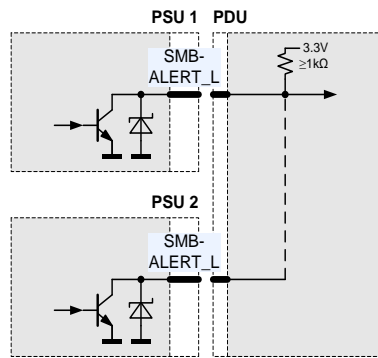 PSU 1 PDU
3.3V
≥1kΩ
SMB-
ALERT_L
PSU 2
SMB-
ALERT_L